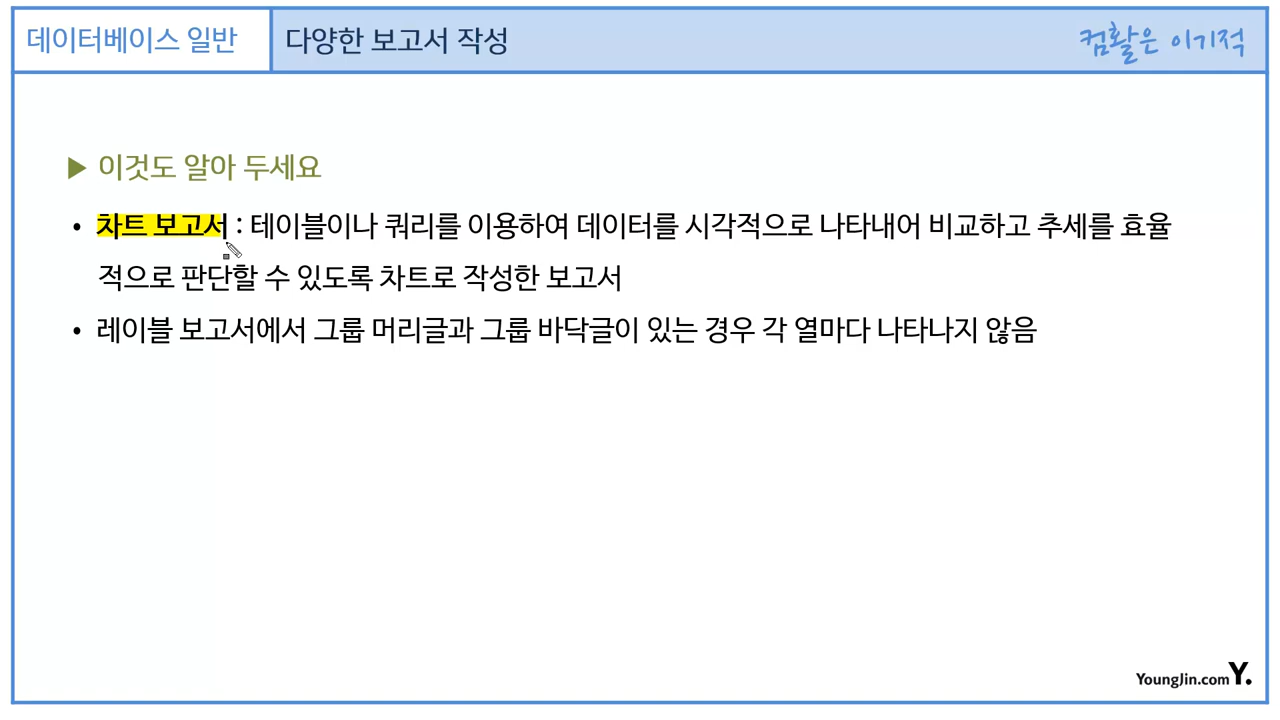 데이터베이스 일반
다양한 보고서 작성
컴활은 이기적
▶ 이것도 알아 두세요
• 차트 보고서 : 테이블이나 쿼리를 이용하여 데이터를 시각적으로 나타내어 비교하고 추세를 효율
적으로 판단할 수 있도록 차트로 작성한 보고서
• 레이블 보고서에서 그룹 머리글과 그룹 바닥글이 있는 경우 각 열마다 나타나지 않음
YoungJin.com Y.